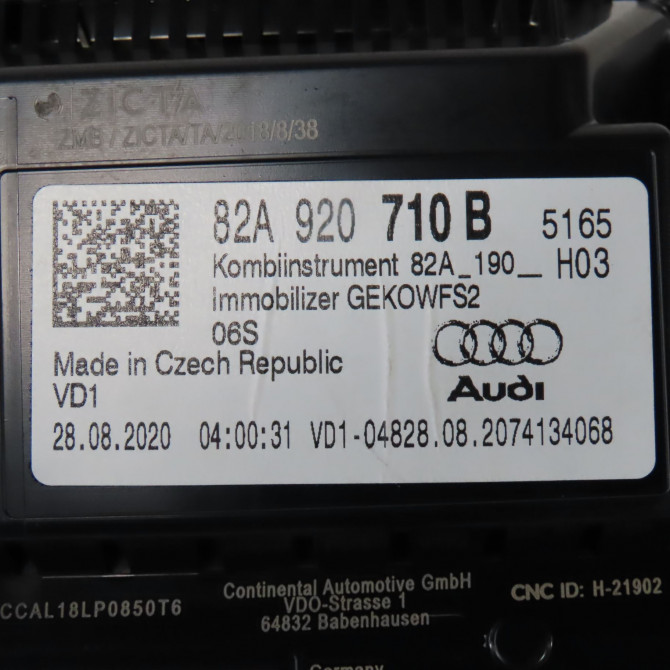 ZICTA
ZMB / ZICTA/TA/2018/8/38
82A 920 710 B 5165
Kombiinstrument 82A_190__ H03
Immobilizer GEKOWFS2
06S
Made in Czech Republic
Audi
VD1
28.08.2020 04:00:31 VD1-04828.08.2074134068
CCAL18LP0850T6
Continental Automotive GmbH
VDO-Strasse 1
64832 Babenhausen
CNC ID: H-21902
Germany